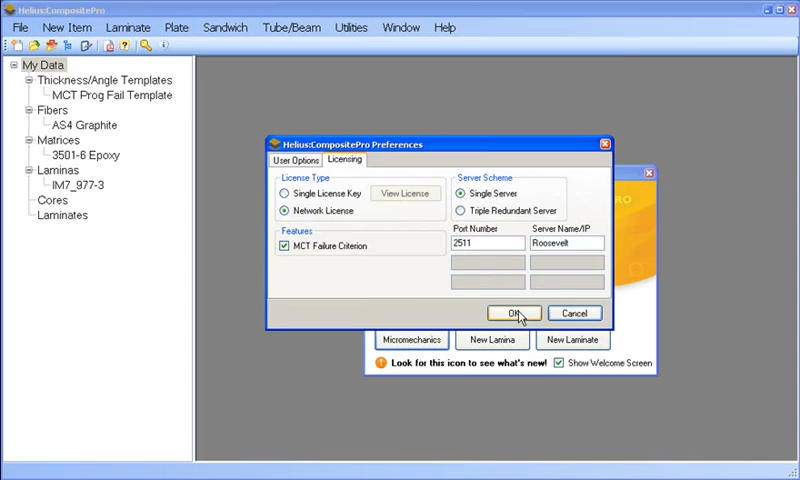 Helius:CompositePro
File New Item Laminate Plate Sandwich Tube/Beam Utilities Window Help
My Data
Thickness/Angle Templates
MCT Prog Fail Template
Fibers
AS4 Graphite
Matrices
3501-6 Epoxy
Laminas
IM7_977-3
Cores
Laminates
Helius:CompositePro Preferences
User Options Licensing
License Type
Single License Key View License
Network License
Features
MCT Failure Criterion
Server Scheme
Single Server
Triple Redundant Server
Port Number Server Name/IP
2511 Roosevelt
OK Cancel
RO
Micromechanics New Lamina New Laminate
Look for this icon to see what's new! Show Welcome Screen